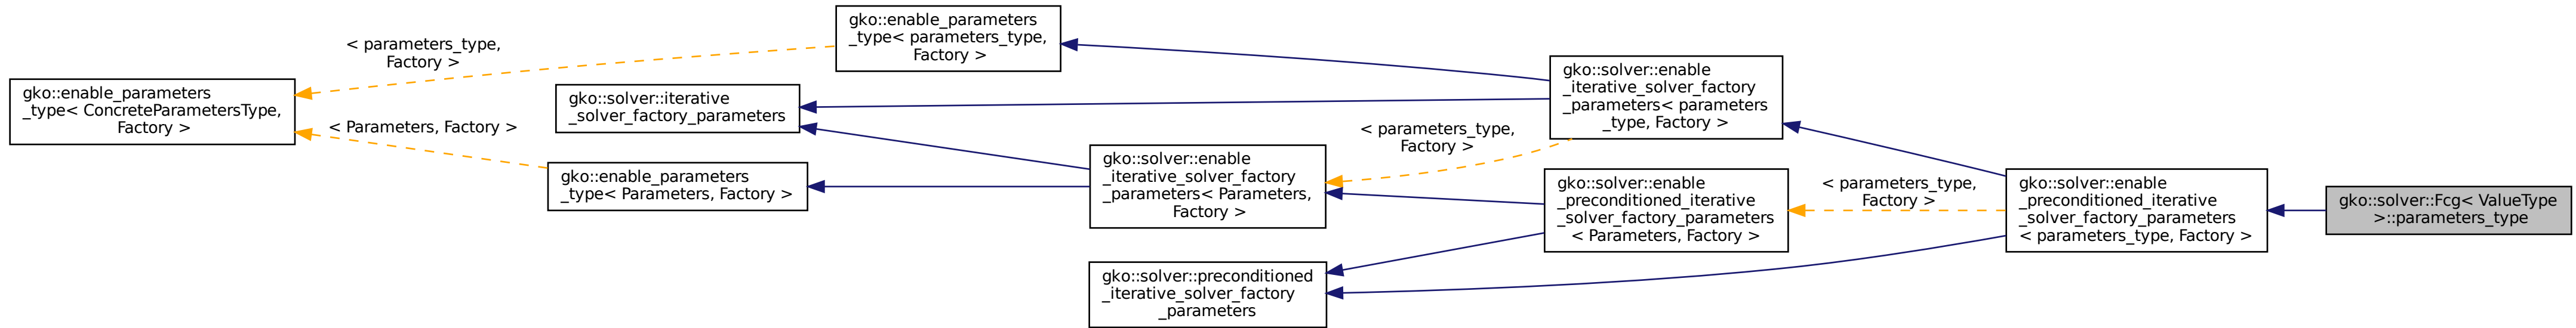 gko::enable_parameters
_type< ConcreteParametersType,
Factory >
< parameters_type,
Factory >
< Parameters, Factory >
gko::enable_parameters
_type< parameters_type,
Factory >
gko::solver::iterative
_solver_factory_parameters
gko::enable_parameters
_type< Parameters, Factory >
gko::solver::enable
_iterative_solver_factory
_parameters< Parameters,
Factory >
gko::solver::preconditioned
_iterative_solver_factory
_parameters
< parameters_type,
Factory >
gko::solver::enable
_iterative_solver_factory
_parameters< parameters
_type, Factory >
gko::solver::enable
_preconditioned_iterative
_solver_factory_parameters
< Parameters, Factory >
< parameters_type,
Factory >
gko::solver::enable
_preconditioned_iterative
_solver_factory_parameters
< parameters_type, Factory >
gko::solver::Fcg< ValueType
>::parameters_type